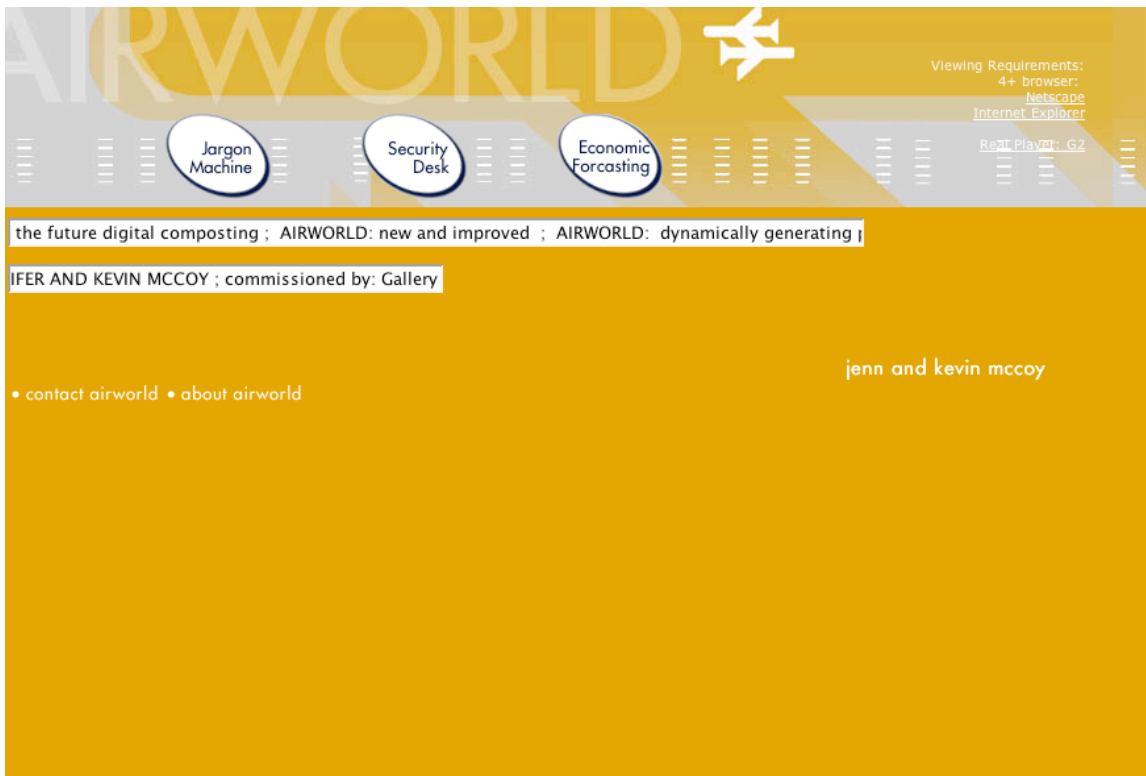 AIRWORLD
Viewing Requirements:
4+ browser:
Netscape
Internet Explorer
Real Player: G2
Jargon
Machine
Security
Desk
Economic
Forcasting
the future digital composting ; AIRWORLD: new and improved ; AIRWORLD: dynamically generating
IFER AND KEVIN MCCOY ; commissioned by: Gallery
jenn and kevin mccoy
• contact airworld • about airworld